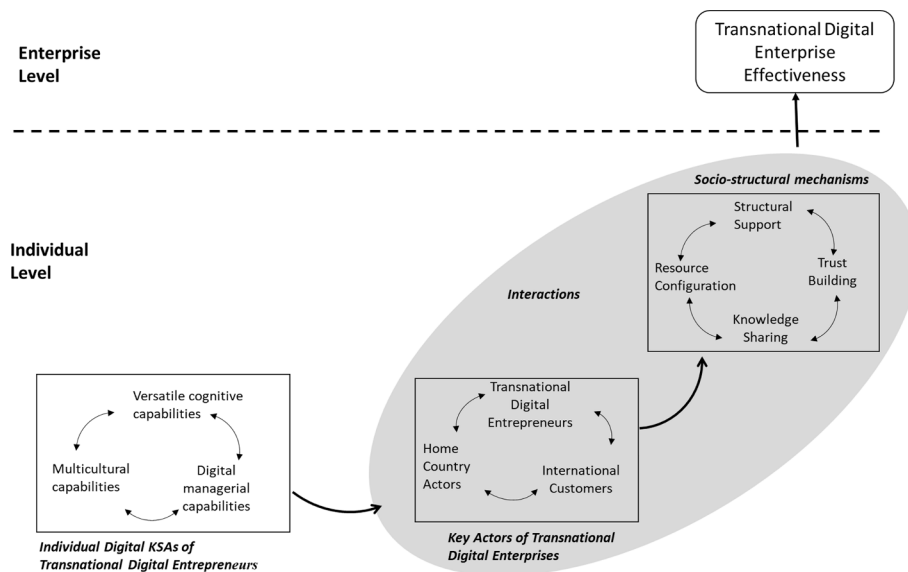 Transnational Digital
Enterprise
Effectiveness
Enterprise
Level
Individual
Level
Socio-structural mechanisms
Structural
Support
Resource
Configuration
Trust
Building
Knowledge
Sharing
Interactions
Transnational
Digital
Entrepreneurs
Home
Country
Actors
International
Customers
Key Actors of Transnational
Digital Enterprises
Versatile cognitive
capabilities
Multicultural
capabilities
Digital
managerial
capabilities
Individual Digital KSAs of
Transnational Digital Entrepreneurs